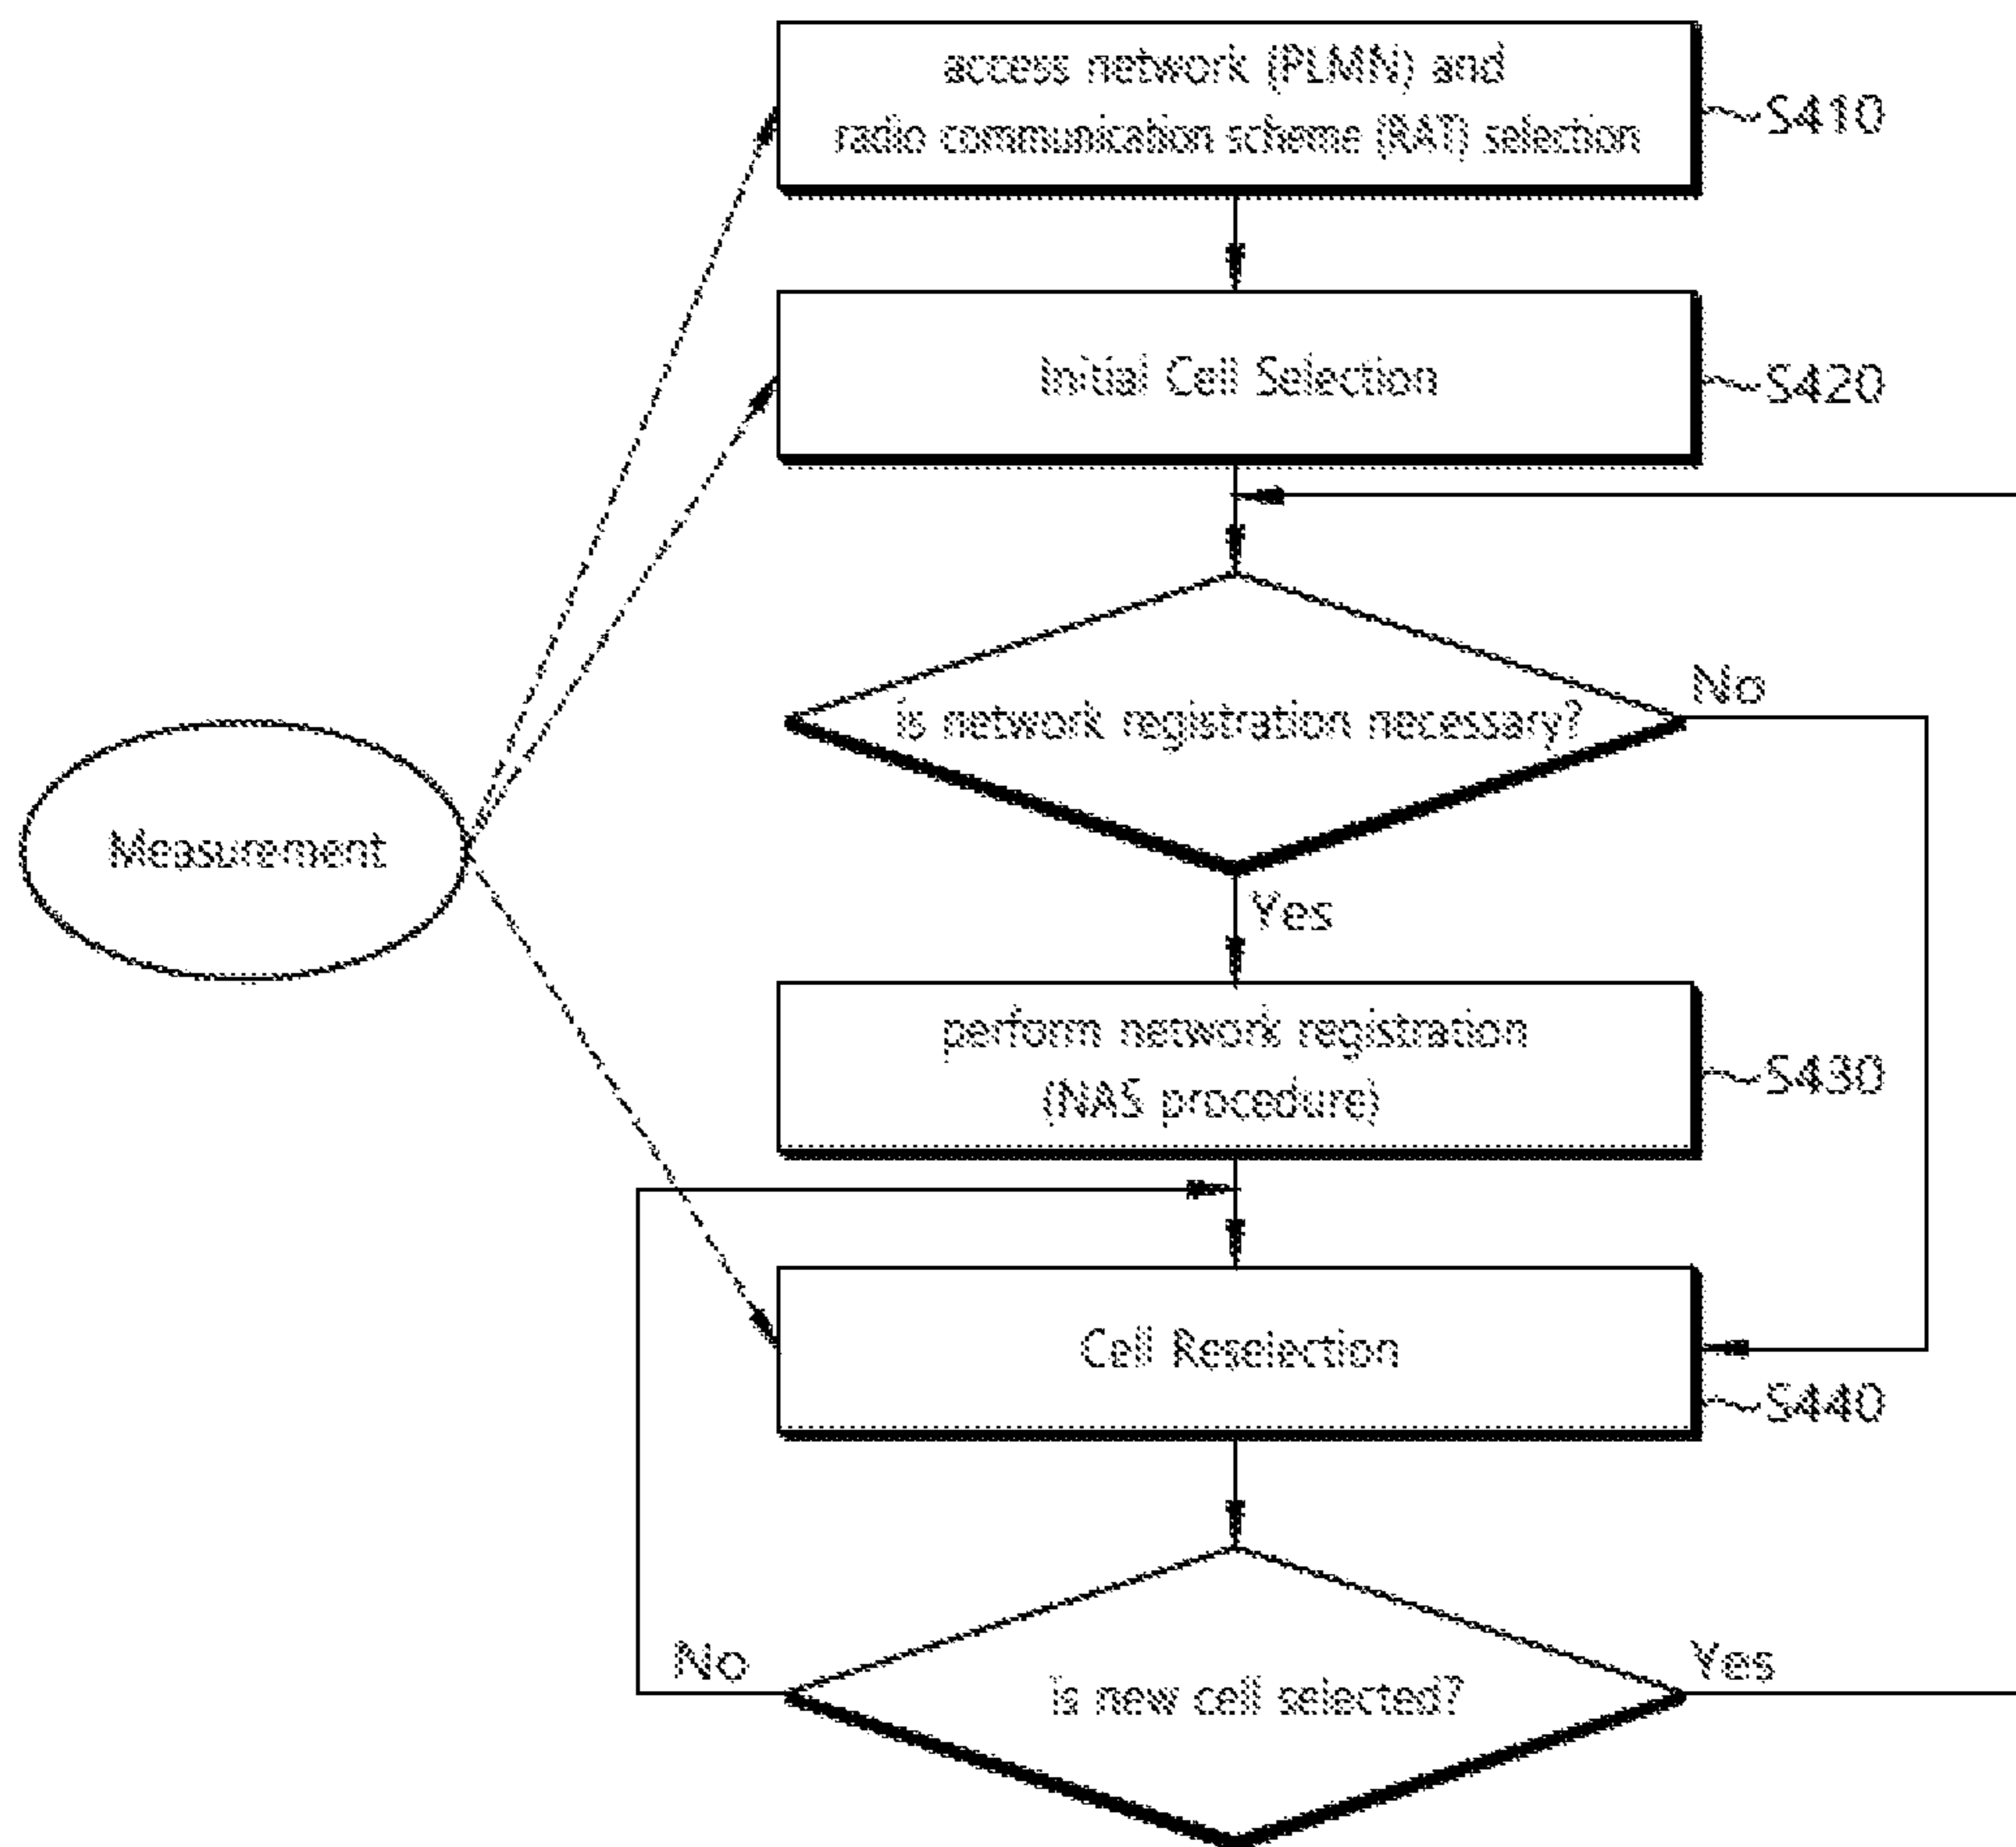 access network (PLMN) and
radio communication scheme (RAT) selection
S410
Initial Cell Selection
S420
is network registration necessary?
No
Measurement
Yes
perform network registration
(NAS procedure)
S430
Cell Reselection
S440
No
is new cell selected?
Yes